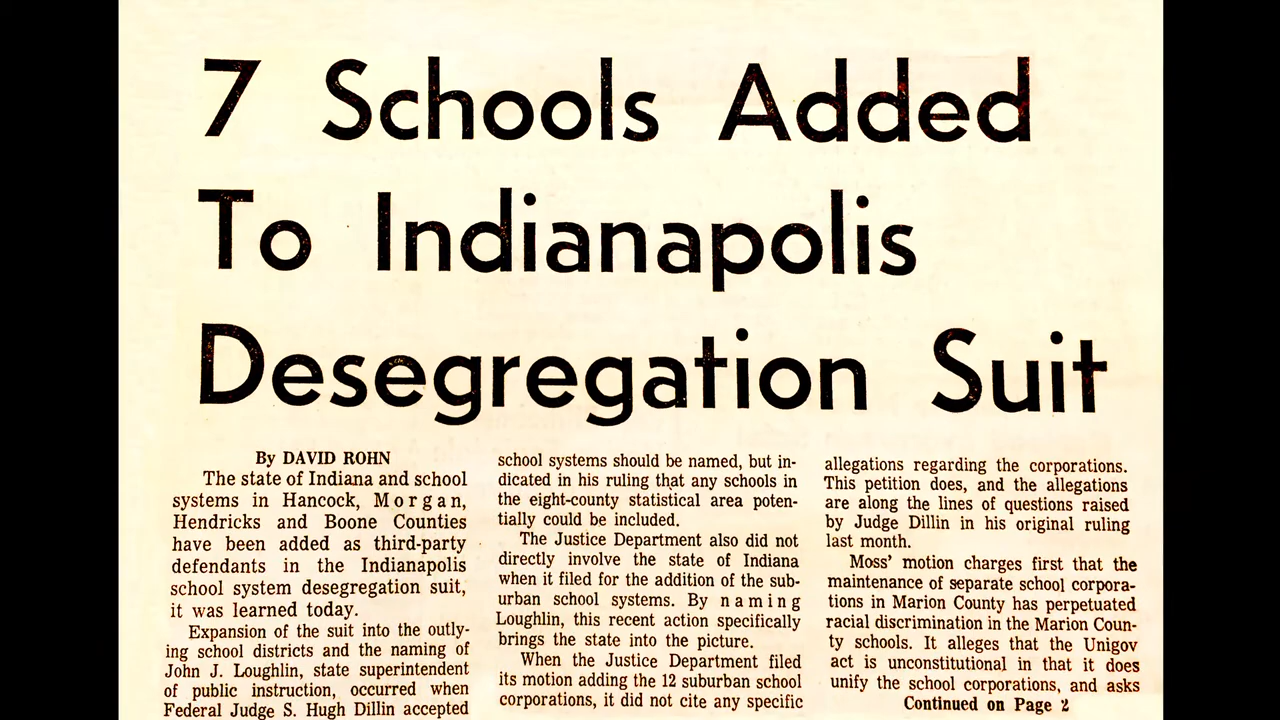 7 Schools Added
To Indianapolis
Desegregation Suit
By DAVID ROHN
The state of Indiana and school
systems in Hancock, Morgan,
Hendricks and Boone Counties
have been added as third-party
defendants in the Indianapolis
school system desegregation suit,
it was learned today.
Expansion of the suit into the outly-
ing school districts and the naming of
John J. Loughlin, state superintendent
of public instruction, occurred when
Federal Judge S. Hugh Dillin accepted
school systems should be named, but in-
dicated in his ruling that any schools in
the eight-county statistical area poten-
tially could be included.
The Justice Department also did not
directly involve the state of Indiana
when it filed for the addition of the sub-
urban school systems. By naming
Loughlin, this recent action specifically
brings the state into the picture.
When the Justice Department filed
its motion adding the 12 suburban school
corporations, it did not cite any specific
allegations regarding the corporations.
This petition does, and the allegations
are along the lines of questions raised
by Judge Dillin in his original ruling
last month.
Moss' motion charges first that the
maintenance of separate school corpora-
tions in Marion County has perpetuated
racial discrimination in the Marion Coun-
ty schools. It alleges that the Unigov
act is unconstitutional in that it does
unify the school corporations, and asks
Continued on Page 2